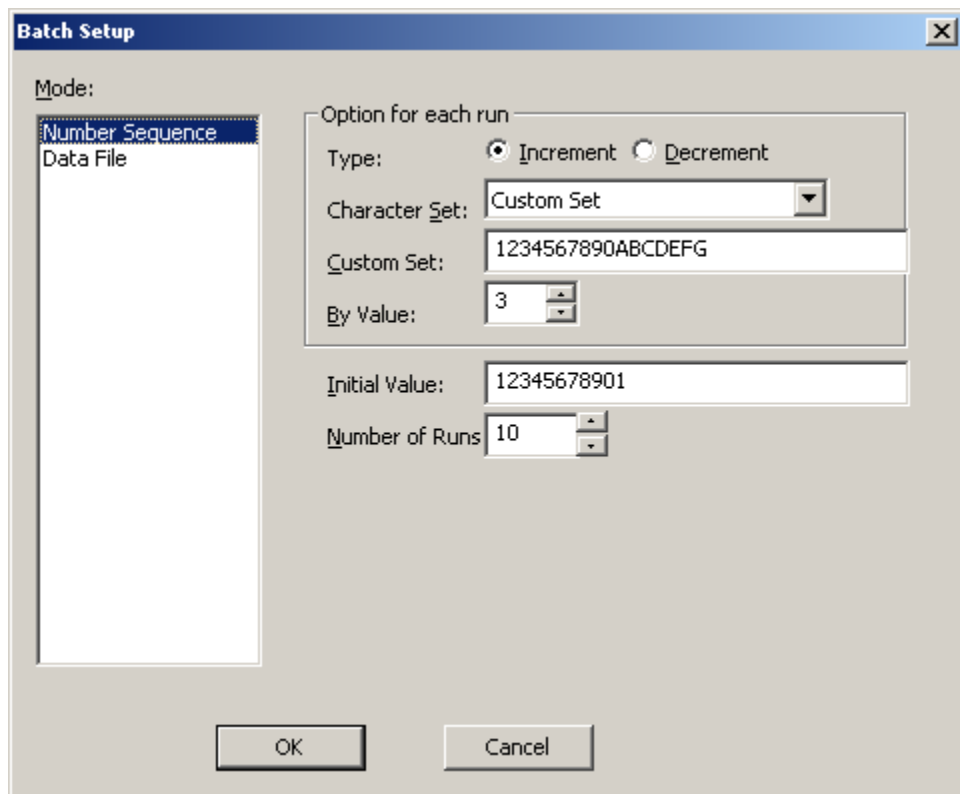 Batch Setup
Mode:
Number Sequence
Data File
Option for each run
Type: Increment Decrement
Character Set: Custom Set
Custom Set: 1234567890ABCDEFG
By Value: 3
Initial Value: 12345678901
Number of Runs 10
OK Cancel